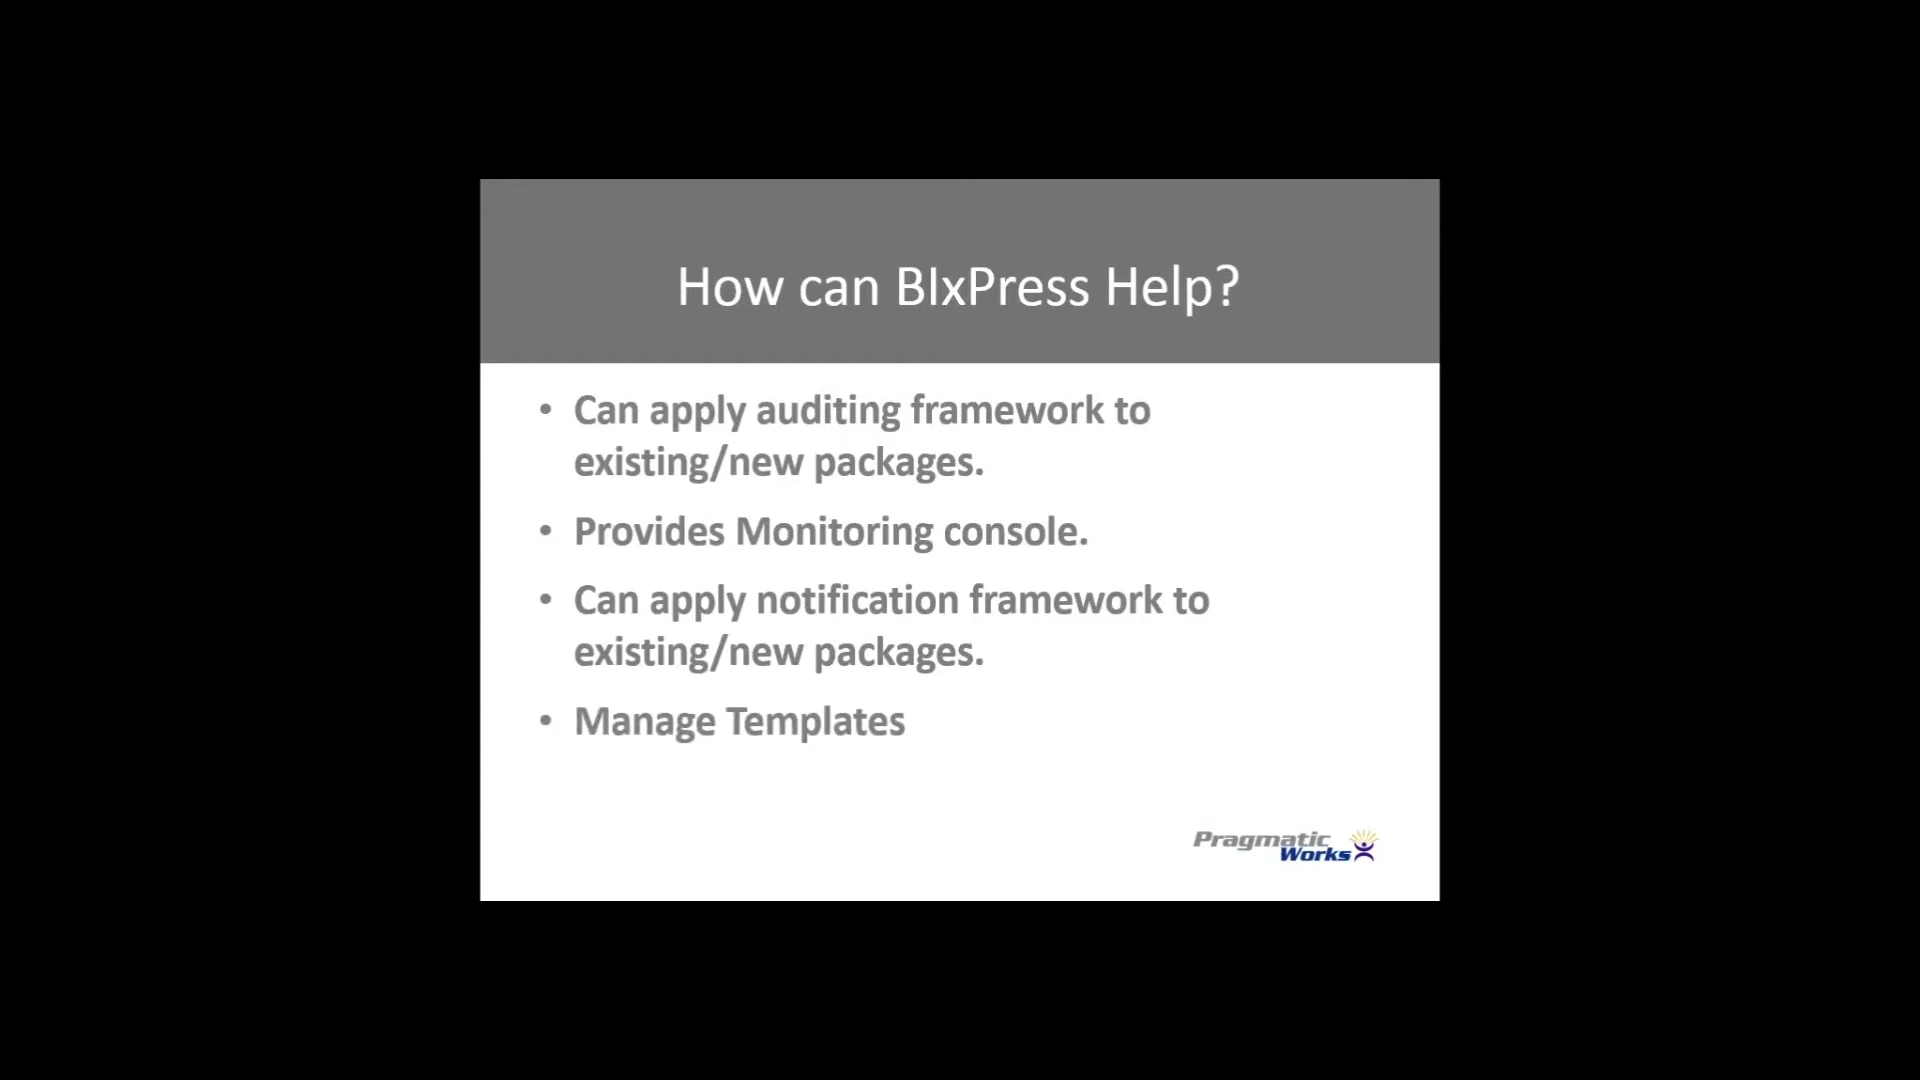 How can BIxPress Help?
• Can apply auditing framework to
existing/new packages.
• Provides Monitoring console.
• Can apply notification framework to
existing/new packages.
• Manage Templates
Pragmatic
Works